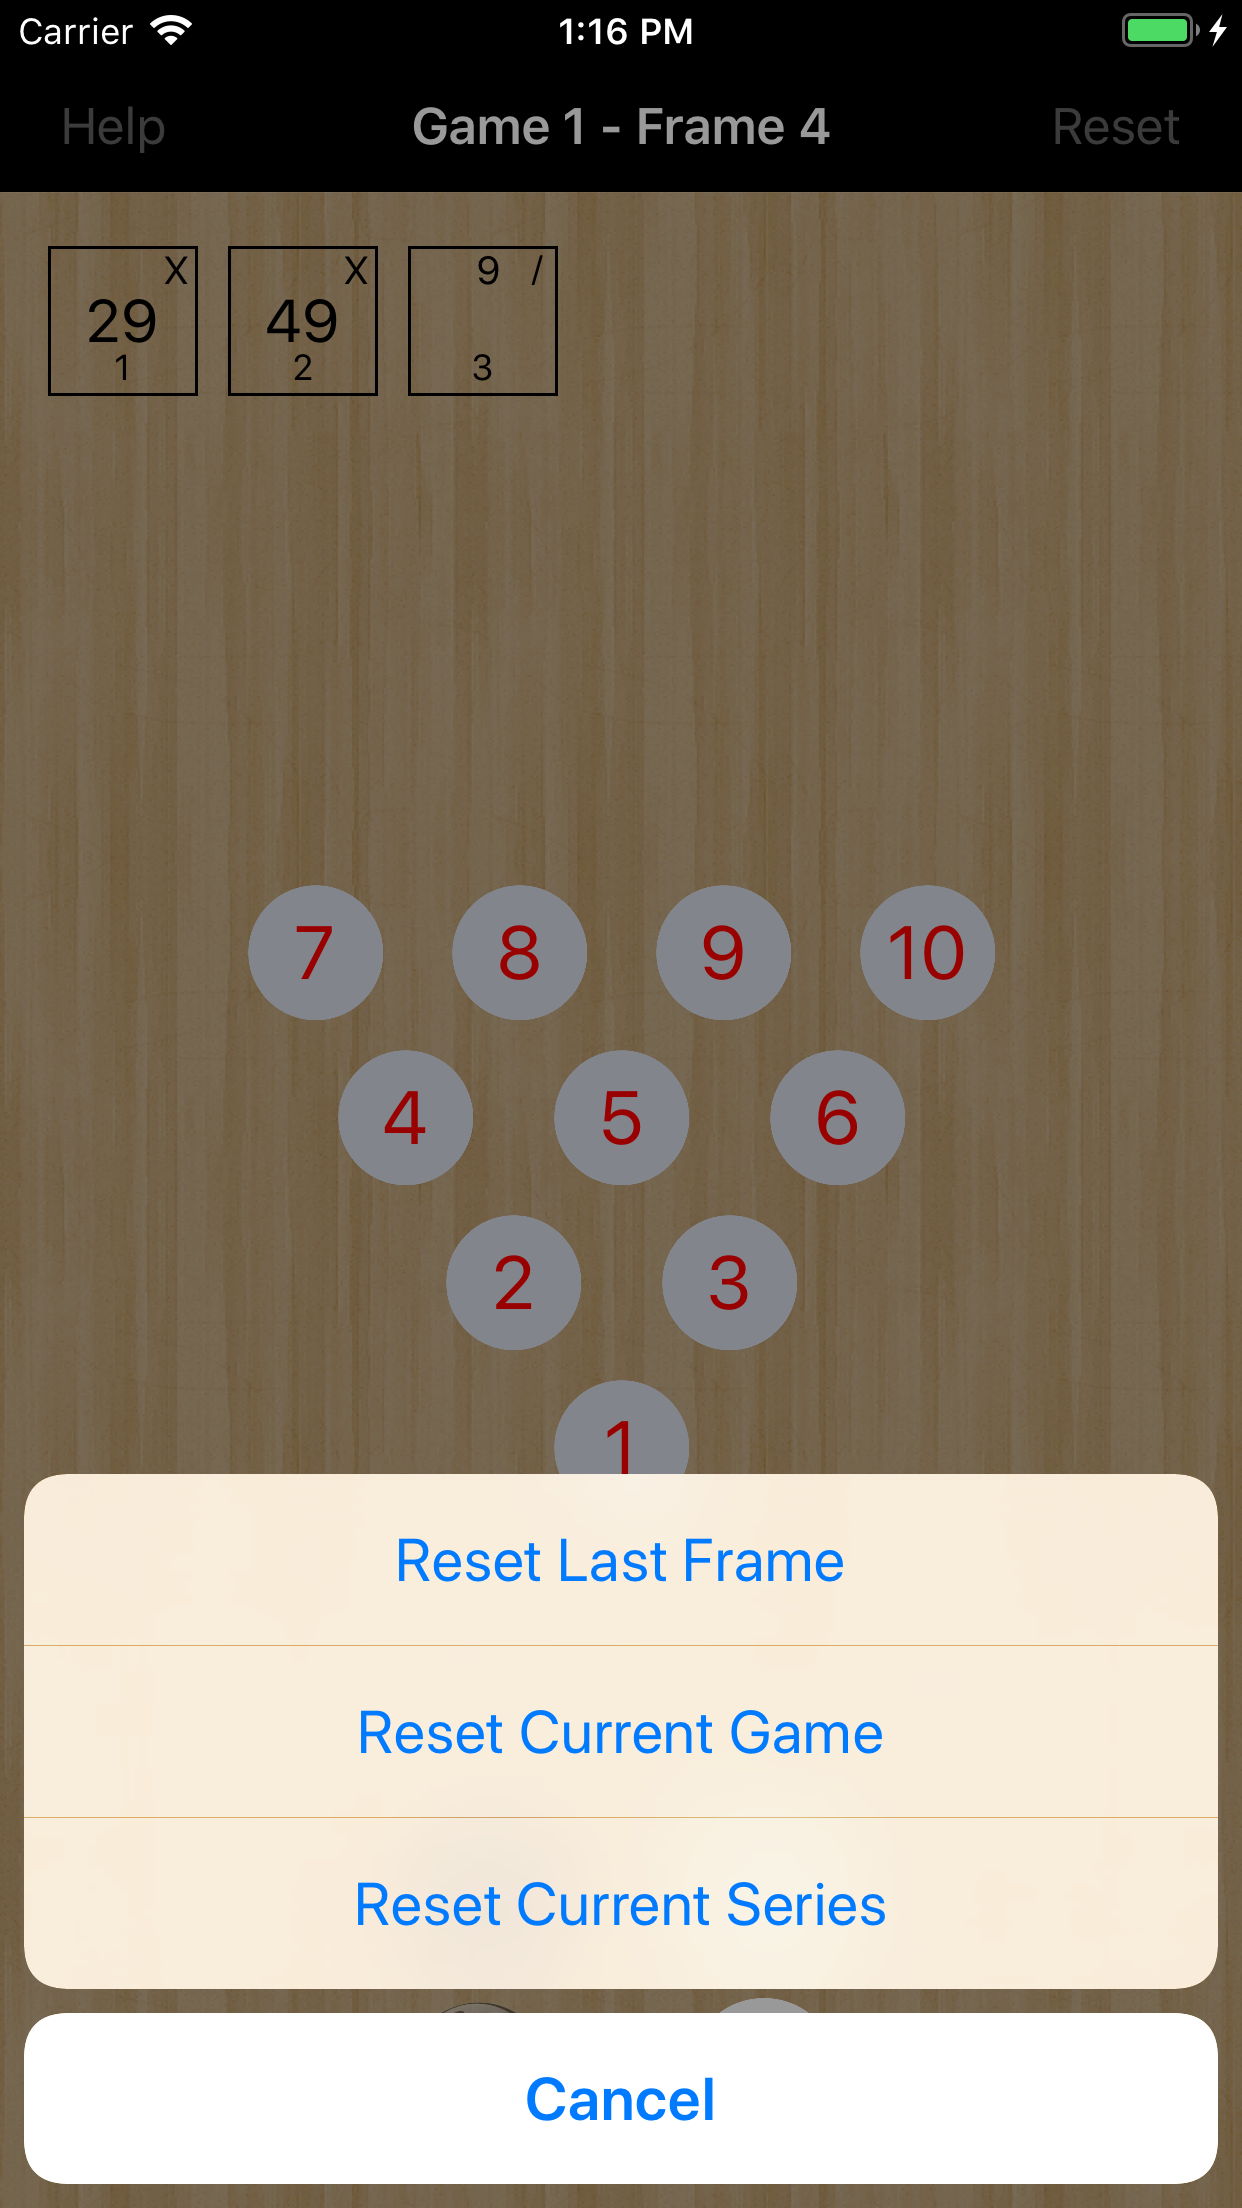 Carrier 1:16 PM
Help Game 1 - Frame 4 Reset
X X 9 /
29 49
1 2 3
7 8 9 10
4 5 6
2 3
1
Reset Last Frame
Reset Current Game
Reset Current Series
Cancel